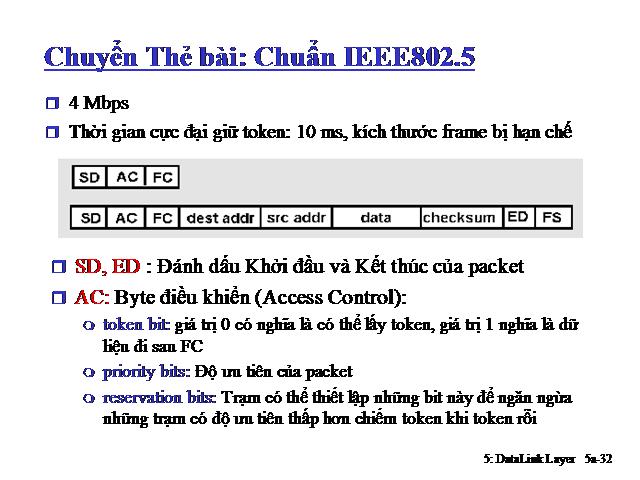 Chuyển Thẻ bài: Chuẩn IEEE802.5
4 Mbps
Thời gian cực đại giữ token: 10 ms, kích thước frame bị hạn chế
SD AC FC
SD AC FC dest addr src addr data checksum ED FS
SD, ED : Đánh dấu Khởi đầu và Kết thúc của packet
AC: Byte điều khiển (Access Control):
token bit: giá trị 0 có nghĩa là có thể lấy token, giá trị 1 nghĩa là dữ
liệu đi sau FC
priority bits: Độ ưu tiên của packet
reservation bits: Trạm có thể thiết lập những bit này để ngăn ngừa
những trạm có độ ưu tiên thấp hơn chiếm token khi token rỗi
5: DataLink Layer 5a-32